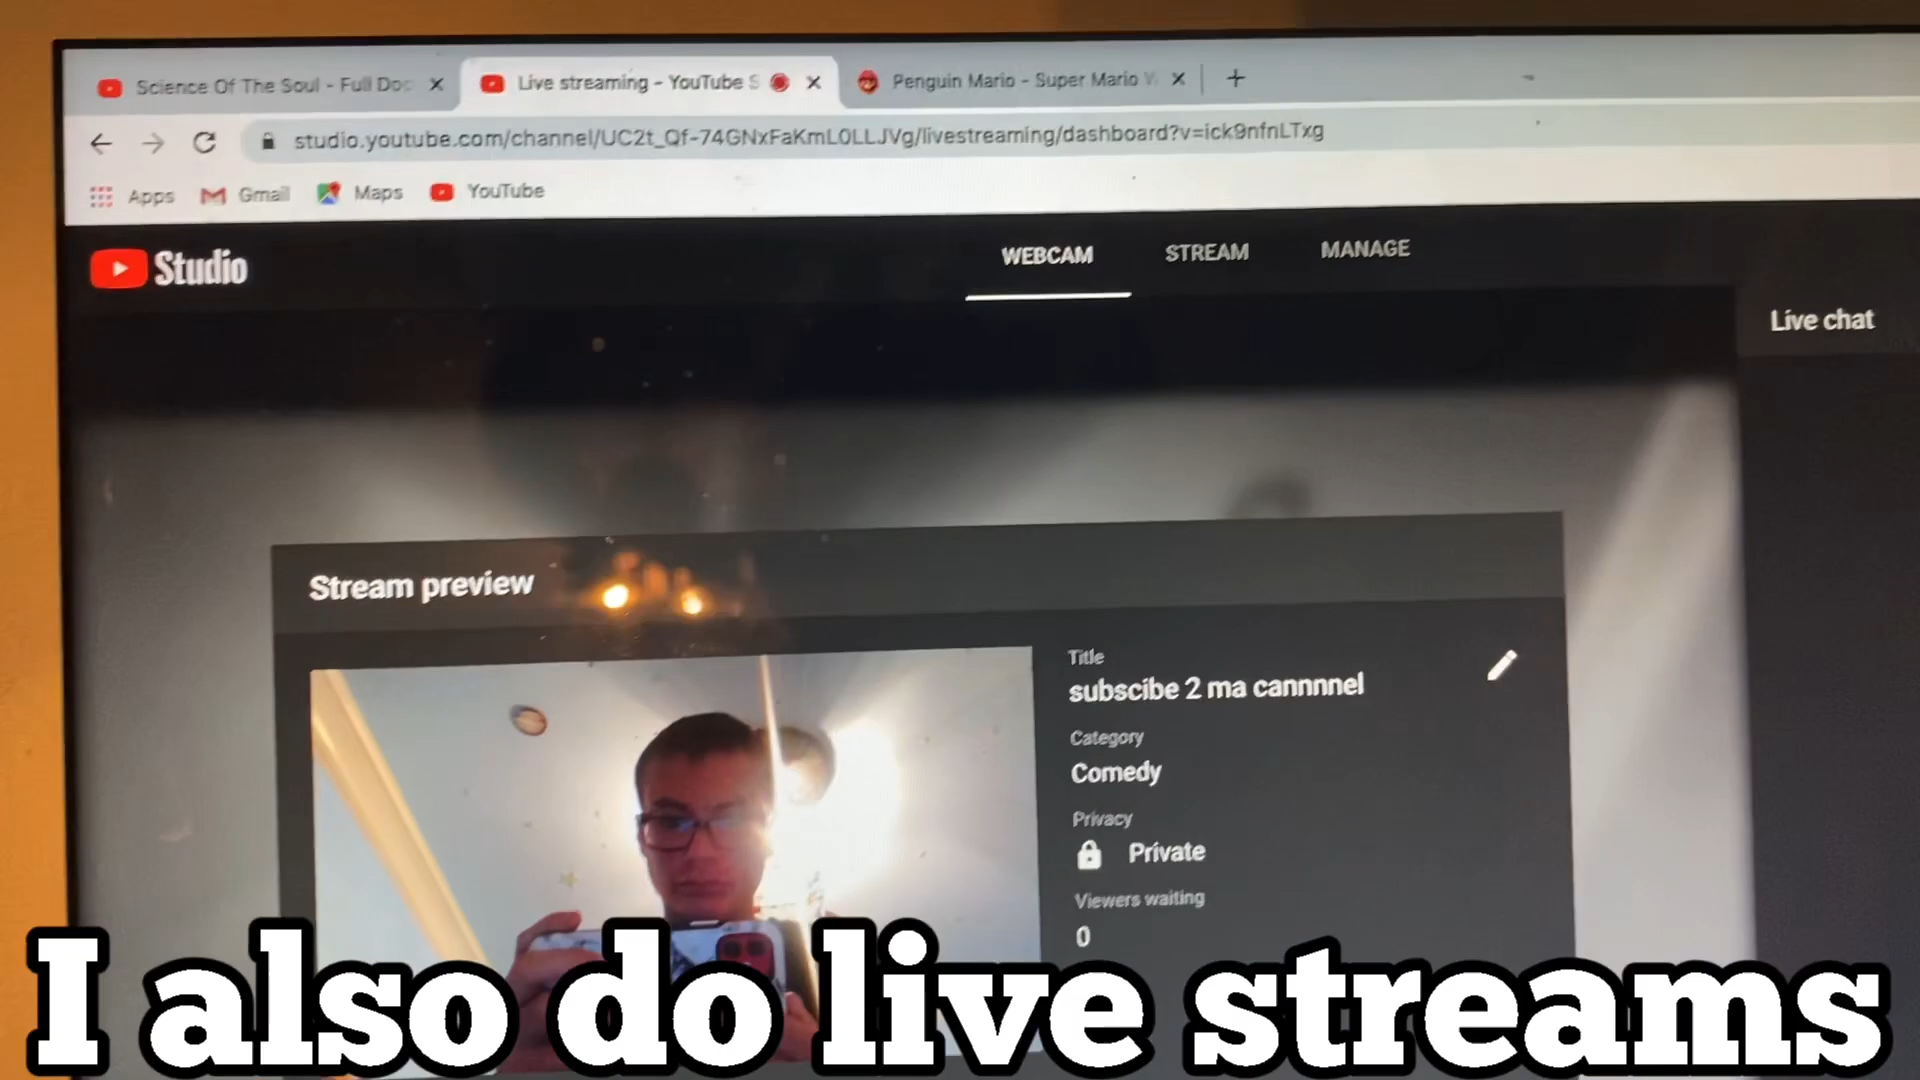 Science Of The Soul - Full Doc
Live streaming - YouTube S
Penguin Mario - Super Mario W
studio.youtube.com/channel/UC2t_Qf-74GNxFaKmL0LLJVg/livestreaming/dashboard?v=ick9nfnLTxg
Apps Gmail Maps YouTube
Studio
WEBCAM STREAM MANAGE
Live chat
Stream preview
Title
subscibe 2 ma cannnnel
Category
Comedy
Privacy
Private
Viewers waiting
0
I also do live streams